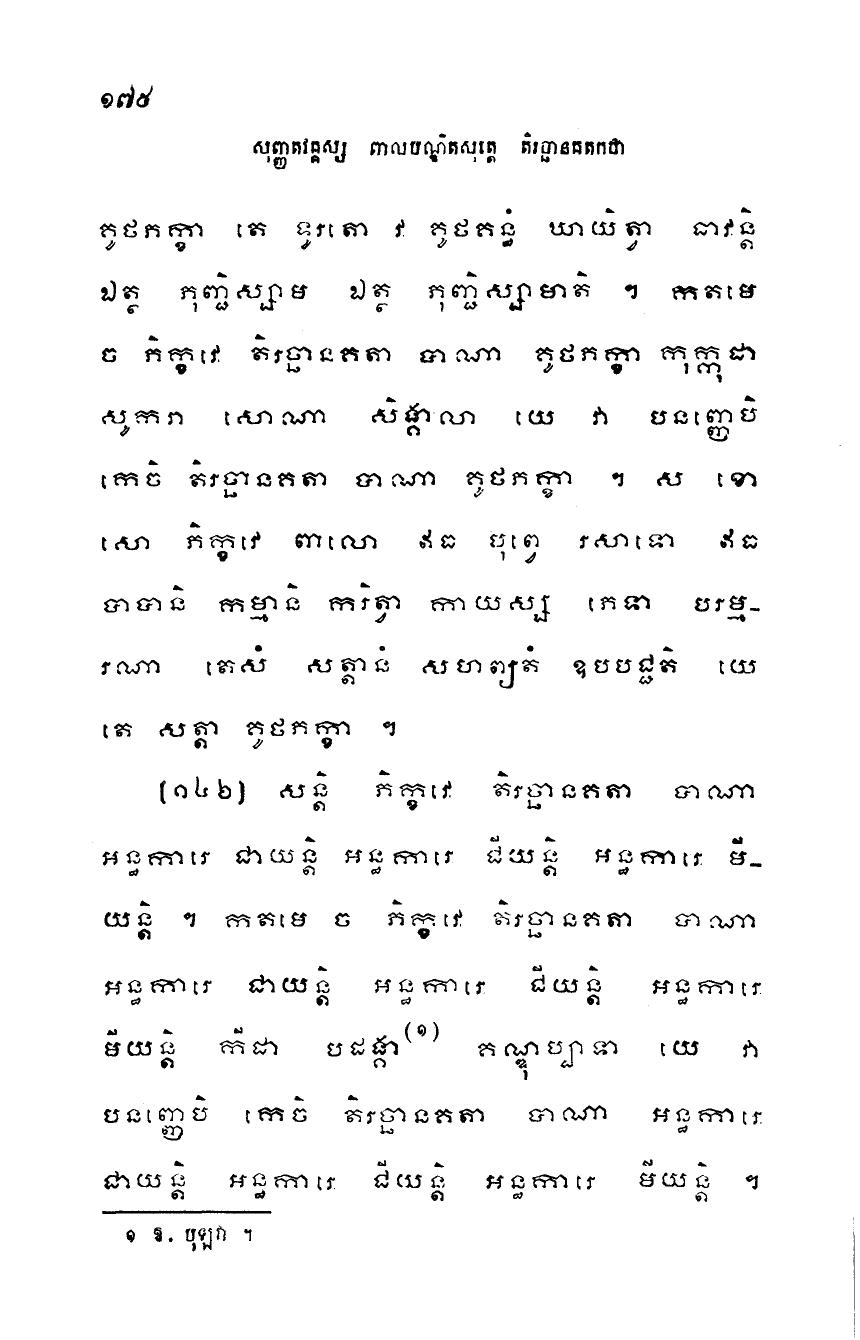 ១៧៥
សុញ្ញតវគ្គស្ស ពាលបណ្ឌិតសុត្តេ តិរច្ឆានគតកថា
គូថភក្ខា តេ ទូរតោ វ គូថគន្ធំ ឃាយិត្វា ធាវន្តិ
ឯត្ថ ភុញ្ជិស្សាម ឯត្ថ ភុញ្ជិស្សាមាតិ ។ កតមេ
ច ភិក្ខវេ តិរច្ឆានគតា បាណា គូថភក្ខា កុក្កុដា
សូករា សោណា សិង្គាលា យេ វា បនញ្ញេបិ
កេចិ តិរច្ឆានគតា បាណា គូថភក្ខា ។ ស ខោ
សោ ភិក្ខវេ ពាលោ ឥធ បុព្វេ រសាទោ ឥធ
បាបានិ កម្មានិ ករិត្វា កាយស្ស ភេទា បរម្ម-
រណា តេសំ សត្តានំ សហព្យតំ ឧបបជ្ជតិ យេ
តេ សត្តា គូថភក្ខា ។
(១៤៦) សន្តិ ភិក្ខវេ តិរច្ឆានគតា បាណា
អន្ធការេ ជាយន្តិ អន្ធការេ ជីយន្តិ អន្ធការេ មី-
យន្តិ ។ កតមេ ច ភិក្ខវេ តិរច្ឆានគតា បាណា
អន្ធការេ ជាយន្តិ អន្ធការេ ជីយន្តិ អន្ធការេ
មីយន្តិ កីដា បដង្គា(១) គណ្ឌុប្បាទា យេ វា
បនញ្ញេបិ កេចិ តិរច្ឆានគតា បាណា អន្ធការេ
ជាយន្តិ អន្ធការេ ជីយន្តិ អន្ធការេ មីយន្តិ ។
១ ឱ. បុឡវា ។